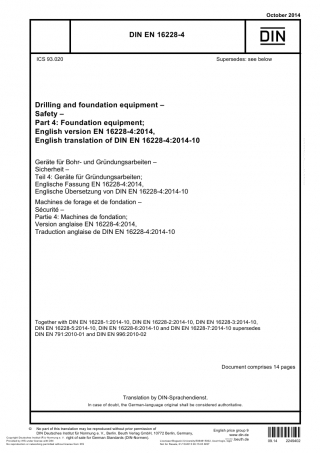 October 2014
DIN EN 16228-4
DIN
ICS 93.020
Supersedes: see below
Drilling and foundation equipment –
Safety –
Part 4: Foundation equipment;
English version EN 16228-4:2014,
English translation of DIN EN 16228-4:2014-10
Geräte für Bohr- und Gründungsarbeiten –
Sicherheit –
Teil 4: Geräte für Gründungsarbeiten;
Englische Fassung EN 16228-4:2014,
Englische Übersetzung von DIN EN 16228-4:2014-10
Machines de forage et de fondation –
Sécurité –
Partie 4: Machines de fondation;
Version anglaise EN 16228-4:2014,
Traduction anglaise de DIN EN 16228-4:2014-10
Together with DIN EN 16228-1:2014-10, DIN EN 16228-2:2014-10, DIN EN 16228-3:2014-10,
DIN EN 16228-5:2014-10, DIN EN 16228-6:2014-10 and DIN EN 16228-7:2014-10 supersedes
DIN EN 791:2010-01 and DIN EN 996:2010-02
Document comprises 14 pages
Translation by DIN-Sprachendienst.
In case of doubt, the German-language original shall be considered authoritative.
© No part of this translation may be reproduced without prior permission of
DIN Deutsches Institut für Normung e. V., Berlin. Beuth Verlag GmbH, 10772 Berlin, Germany,
right of sale for German Standards (DIN-Normen).
English price group 9
www.din.de
www.beuth.de
09.14